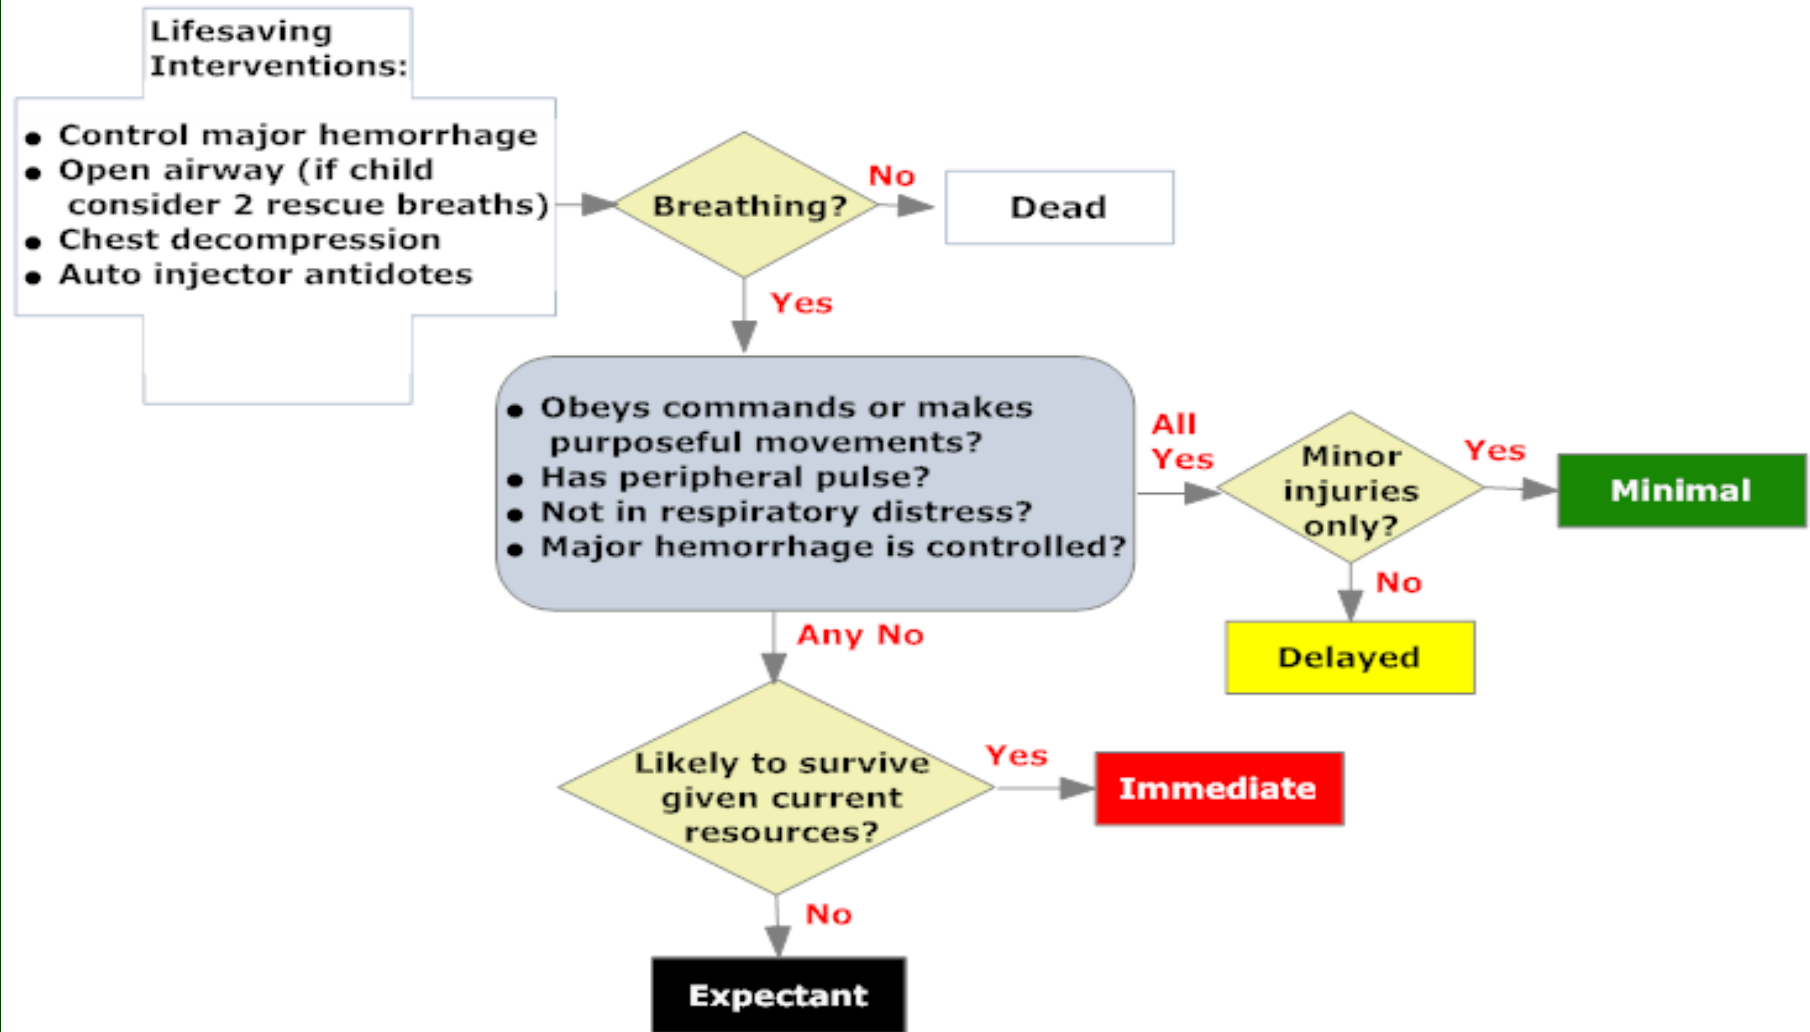 Lifesaving
Interventions:
● Control major hemorrhage
● Open airway (if child
consider 2 rescue breaths)
● Chest decompression
● Auto injector antidotes
Breathing?
No
Dead
Yes
● Obeys commands or makes
purposeful movements?
● Has peripheral pulse?
● Not in respiratory distress?
● Major hemorrhage is controlled?
All
Yes
Minor
injuries
only?
Yes
Minimal
No
Delayed
Any No
Likely to survive
given current
resources?
Yes
Immediate
No
Expectant